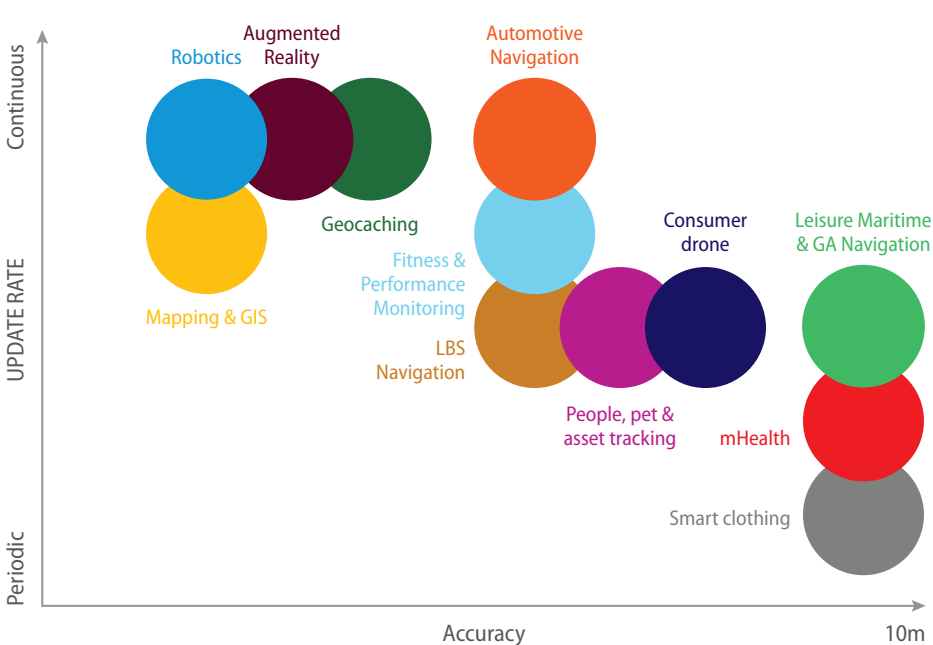 Continuous
UPDATE RATE
Periodic
Robotics
Augmented
Reality
Automotive
Navigation
Geocaching
Mapping & GIS
Fitness &
Performance
Monitoring
LBS
Navigation
Consumer
drone
Leisure Maritime
& GA Navigation
People, pet &
asset tracking
mHealth
Smart clothing
Accuracy
10m